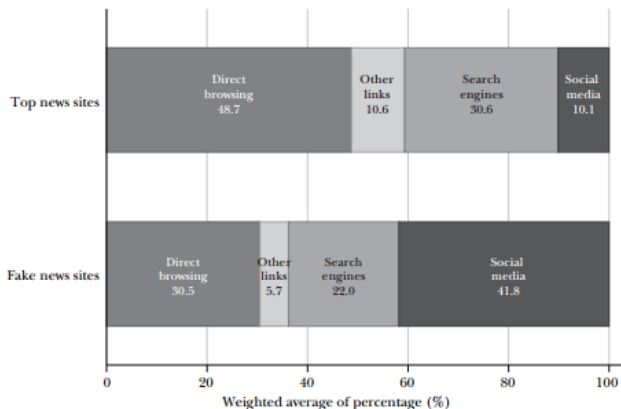 Top news sites
Direct
browsing
48.7
Other
links
10.6
Search
engines
30.6
Social
media
10.1
Fake news sites
Direct
browsing
30.5
Other
links
5.7
Search
engines
22.0
Social
media
41.8
0 20 40 60 80 100
Weighted average of percentage (%)